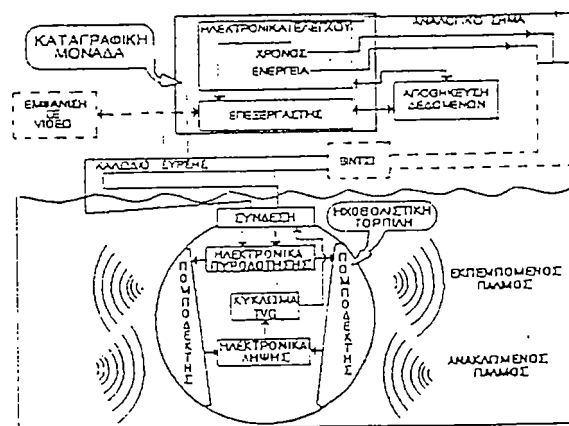 ΗΛΕΚΤΡΟΝΙΚΑ ΕΛΕΓΧΟΥ
ΑΝΑΛΟΓΙΚΟ ΣΗΜΑ
ΚΑΤΑΓΡΑΦΙΚΗ
ΜΟΝΑΔΑ
ΧΡΟΝΟΣ
ΕΝΕΡΓΕΙΑ
ΕΜΦΑΝΙΣΗ
ΣΕ
VIDEO
ΕΠΕΞΕΡΓΑΣΤΗΣ
ΑΠΟΘΗΚΕΥΣΗ
ΔΕΔΟΜΕΝΩΝ
ΚΑΛΩΔΙΟ ΣΥΡΣΗΣ
ΒΙΝΤΣΙ
ΣΥΝΔΕΣΗ
ΗΧΟΒΟΛΙΣΤΙΚΗ
ΤΟΡΠΙΛΗ
ΗΛΕΚΤΡΟΝΙΚΑ
ΠΥΡΟΔΟΤΗΣΗΣ
ΠΟΜΠΟΔΕΚΤΗΣ
ΠΟΜΠΟΔΕΚΤΗΣ
ΕΚΠΕΜΠΟΜΕΝΟΣ
ΠΑΛΜΟΣ
ΚΥΚΛΩΜΑ
TVG
ΗΛΕΚΤΡΟΝΙΚΑ
ΛΗΨΗΣ
ΑΝΑΚΛΩΜΕΝΟΣ
ΠΑΛΜΟΣ